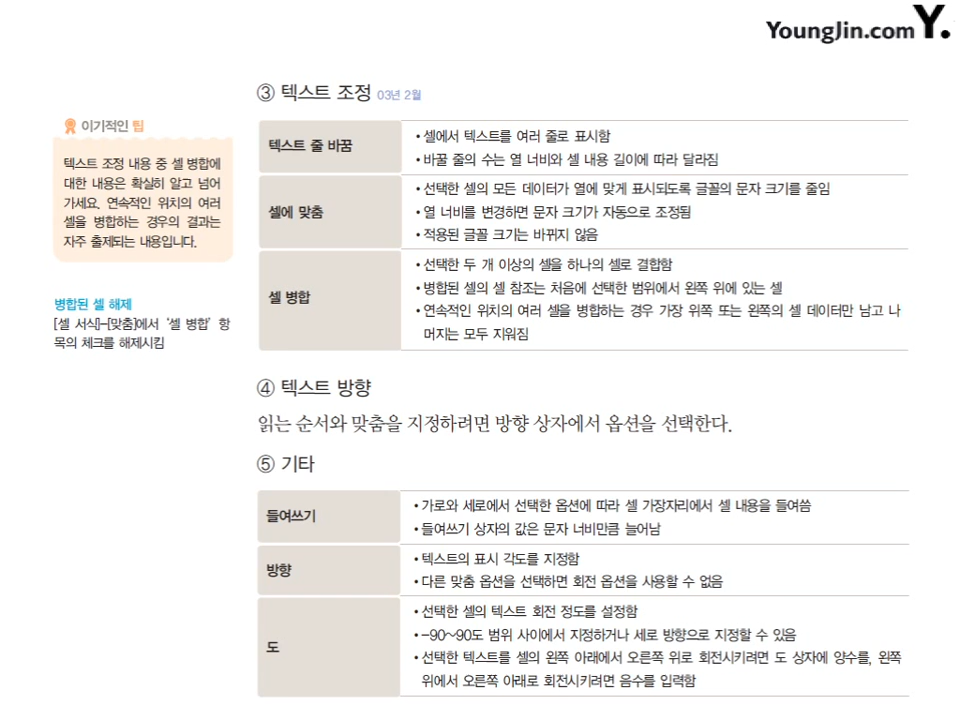 YoungJin.com Y.
③ 텍스트 조정 03년 2월
이기적인 팁
텍스트 조정 내용 중 셀 병합에
대한 내용은 확실히 알고 넘어
가세요. 연속적인 위치의 여러
셀을 병합하는 경우의 결과는
자주 출제되는 내용입니다.
병합된 셀 해제
[셀 서식]-[맞춤]에서 ‘셀 병합’ 항
목의 체크를 해제시킴
텍스트 줄 바꿈
• 셀에서 텍스트를 여러 줄로 표시함
• 바꿀 줄의 수는 열 너비와 셀 내용 길이에 따라 달라짐
셀에 맞춤
• 선택한 셀의 모든 데이터가 열에 맞게 표시되도록 글꼴의 문자 크기를 줄임
• 열 너비를 변경하면 문자 크기가 자동으로 조정됨
• 적용된 글꼴 크기는 바뀌지 않음
셀 병합
• 선택한 두 개 이상의 셀을 하나의 셀로 결합함
• 병합된 셀의 셀 참조는 처음에 선택한 범위에서 왼쪽 위에 있는 셀
• 연속적인 위치의 여러 셀을 병합하는 경우 가장 위쪽 또는 왼쪽의 셀 데이터만 남고 나
머지는 모두 지워짐
④ 텍스트 방향
읽는 순서와 맞춤을 지정하려면 방향 상자에서 옵션을 선택한다.
⑤ 기타
들여쓰기
• 가로와 세로에서 선택한 옵션에 따라 셀 가장자리에서 셀 내용을 들여씀
• 들여쓰기 상자의 값은 문자 너비만큼 늘어남
방향
• 텍스트의 표시 각도를 지정함
• 다른 맞춤 옵션을 선택하면 회전 옵션을 사용할 수 없음
도
• 선택한 셀의 텍스트 회전 정도를 설정함
• -90~90도 범위 사이에서 지정하거나 세로 방향으로 지정할 수 있음
• 선택한 텍스트를 셀의 왼쪽 아래에서 오른쪽 위로 회전시키려면 도 상자에 양수를, 왼쪽
위에서 오른쪽 아래로 회전시키려면 음수를 입력함